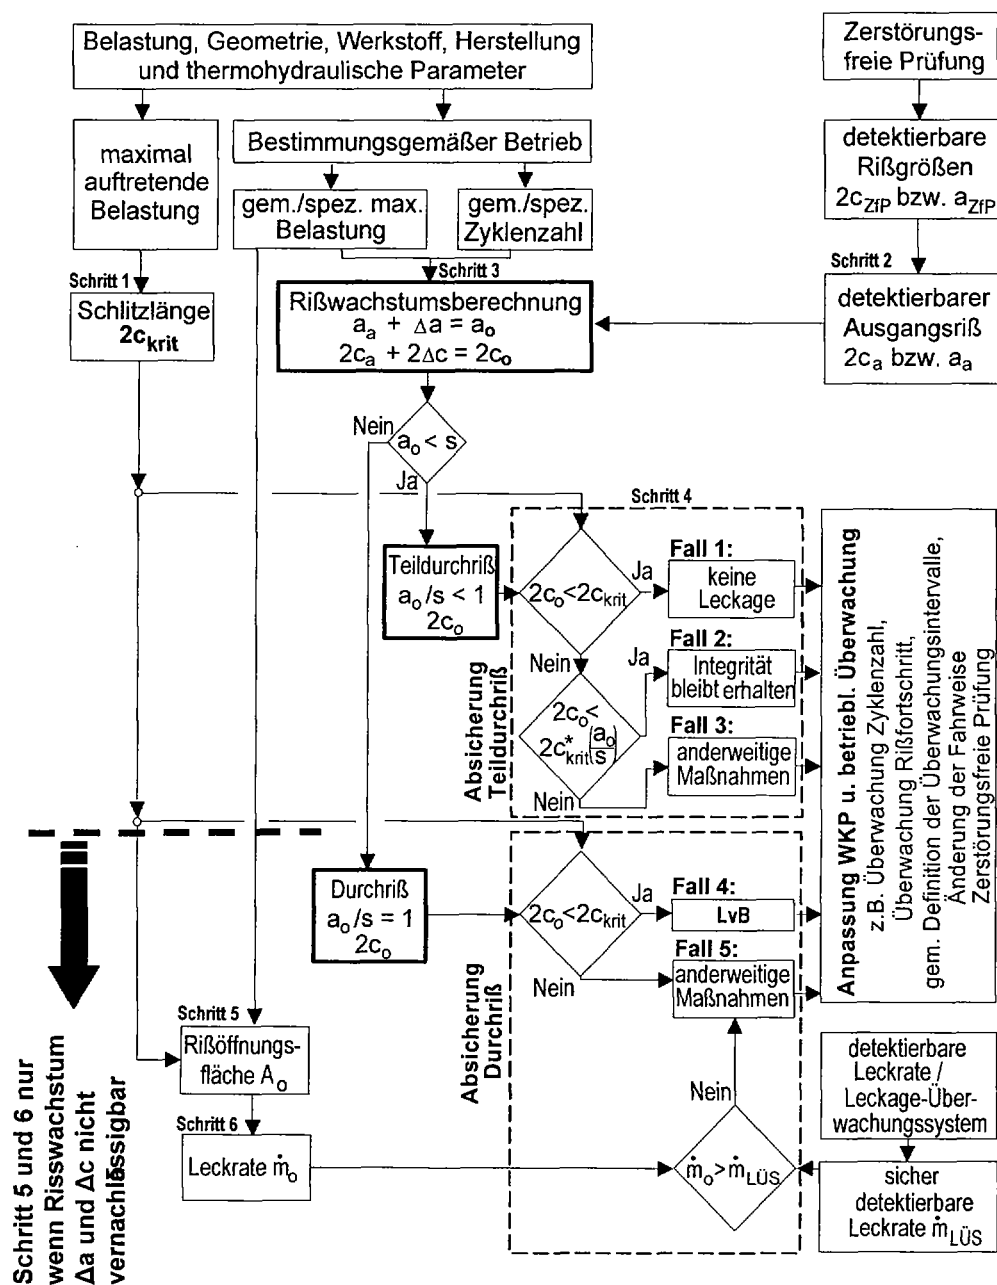 Belastung, Geometrie, Werkstoff, Herstellung
und thermohydraulische Parameter
Zerstörungs-
freie Prüfung
maximal
auftretende
Belastung
Bestimmungsgemäßer Betrieb
gem./spez. max.
Belastung
gem./spez.
Zyklenzahl
detektierbare
Rißgrößen
2c_ZfP bzw. a_ZfP
Schritt 1
Schlitzlänge
2c_krit
Schritt 3
Rißwachstumsberechnung
a_a + Δa = a_o
2c_a + 2Δc = 2c_o
Schritt 2
detektierbarer
Ausgangsriß
2c_a bzw. a_a
Nein
a_o < s
Ja
Schritt 4
Teildurchriß
a_o/s < 1
2c_o
2c_o<2c_krit
Ja
Fall 1:
keine
Leckage
Nein
2c_o<
2c*_krit(a_o/s)
Ja
Fall 2:
Integrität
bleibt erhalten
Nein
Fall 3:
anderweitige
Maßnahmen
Absicherung
Teildurchriß
Anpassung WKP u. betriebl. Überwachung
z.B. Überwachung Zyklenzahl,
Überwachung Rißfortschritt,
gem. Definition der Überwachungsintervalle,
Änderung der Fahrweise
Zerstörungsfreie Prüfung
Durchriß
a_o/s = 1
2c_o
2c_o<2c_krit
Ja
Fall 4:
LvB
Nein
Fall 5:
anderweitige
Maßnahmen
Absicherung
Durchriß
Schritt 5
Rißöffnungs-
fläche A_o
Schritt 6
Leckrate ṁ_o
Nein
ṁ_o>ṁ_LÜS
detektierbare
Leckrate /
Leckage-Über-
wachungssystem
sicher
detektierbare
Leckrate ṁ_LÜS
Schritt 5 und 6 nur
wenn Risswachstum
Δa und Δc nicht
vernachlässigbar